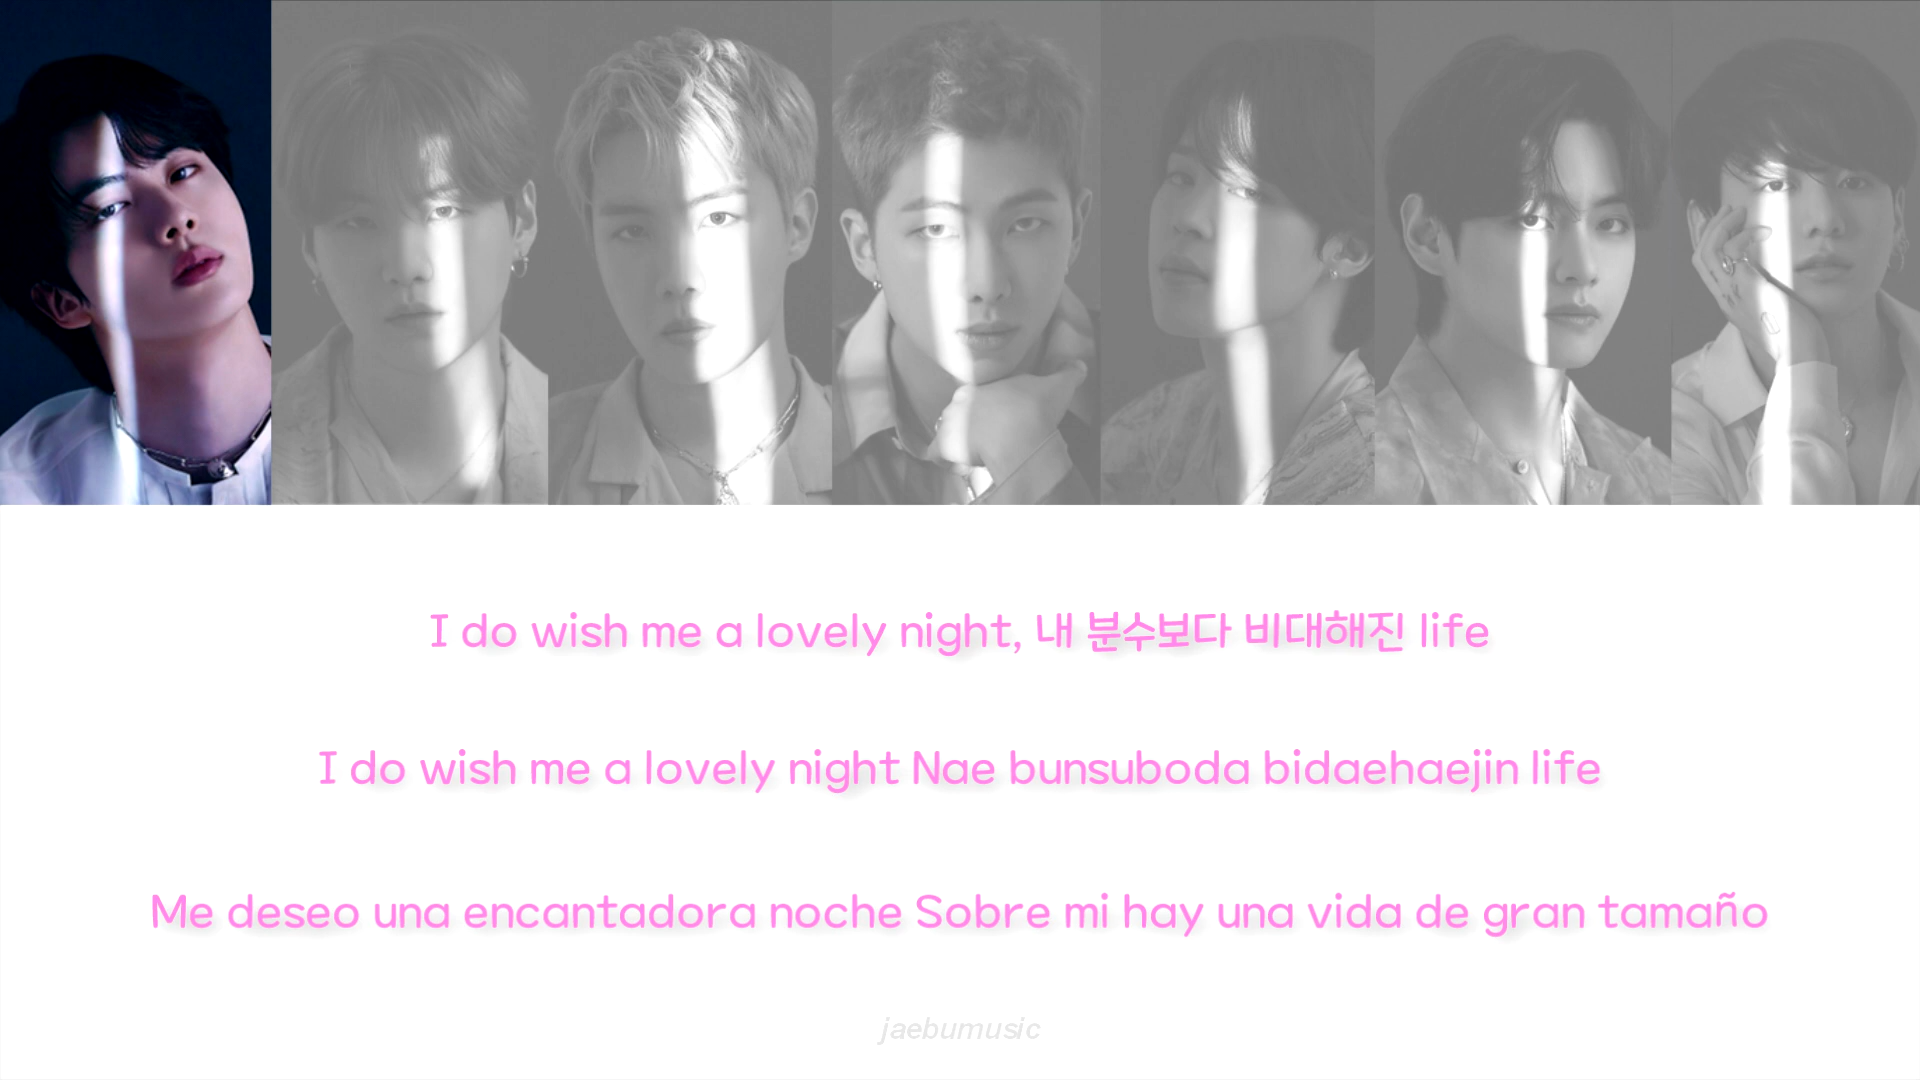 I do wish me a lovely night, 내 분수보다 비대해진 life
I do wish me a lovely night Nae bunsuboda bidaehaejin life
Me deseo una encantadora noche Sobre mi hay una vida de gran tamaño
jaebumusic